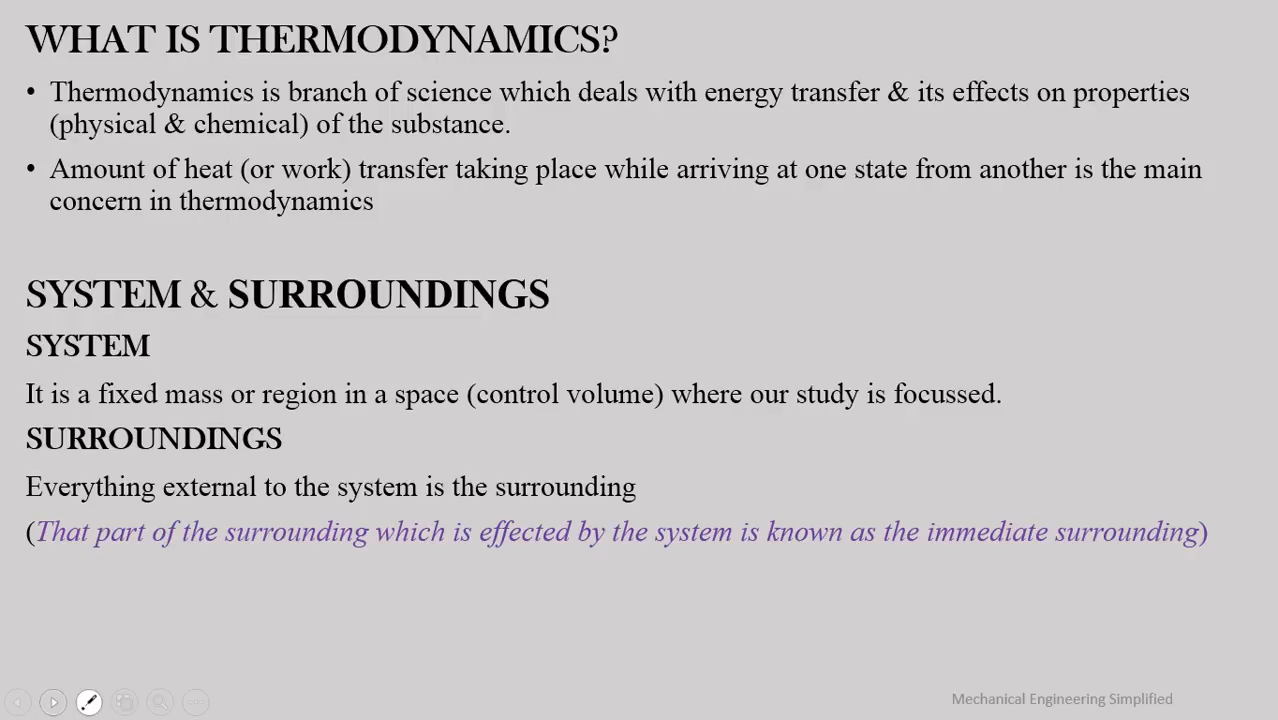 WHAT IS THERMODYNAMICS?
• Thermodynamics is branch of science which deals with energy transfer & its effects on properties
(physical & chemical) of the substance.
• Amount of heat (or work) transfer taking place while arriving at one state from another is the main
concern in thermodynamics
SYSTEM & SURROUNDINGS
SYSTEM
It is a fixed mass or region in a space (control volume) where our study is focussed.
SURROUNDINGS
Everything external to the system is the surrounding
(That part of the surrounding which is effected by the system is known as the immediate surrounding)
Mechanical Engineering Simplified